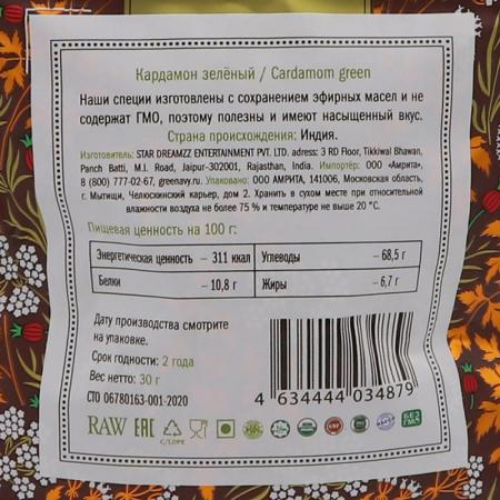 Кардамон зелёный / Cardamom green
Наши специи изготовлены с сохранением эфирных масел и не
содержат ГМО, поэтому полезны и имеют насыщенный вкус.
Страна происхождения: Индия.
Изготовитель: STAR DREAMZZ ENTERTAINMENT PVT. LTD. adress: 3 RD Floor, Tikkiwal Bhawan,
Panch Batti, M.I. Road, Jaipur-302001, Rajasthan, India. Импортёр: ООО «Амрита»,
8 (800) 777-02-67, greenavy.ru. Упаковано: ООО АМРИТА, 141006, Московская область,
г. Мытищи, Челюскинский карьер, дом 2. Хранить в сухом месте при относительной
влажности воздуха не более 75 % и температуре не выше 20 °C.
Пищевая ценность на 100 г:
Энергетическая ценность – 311 ккал Углеводы – 68,5 г
Белки – 10,8 г Жиры – 6,7 г
Дату производства смотрите
на упаковке.
Срок годности: 2 года
Вес нетто: 30 г
СТО 06780163-001-2020
4 634444 034879
RAW EAC C/LDPE БЕЗ ГМО